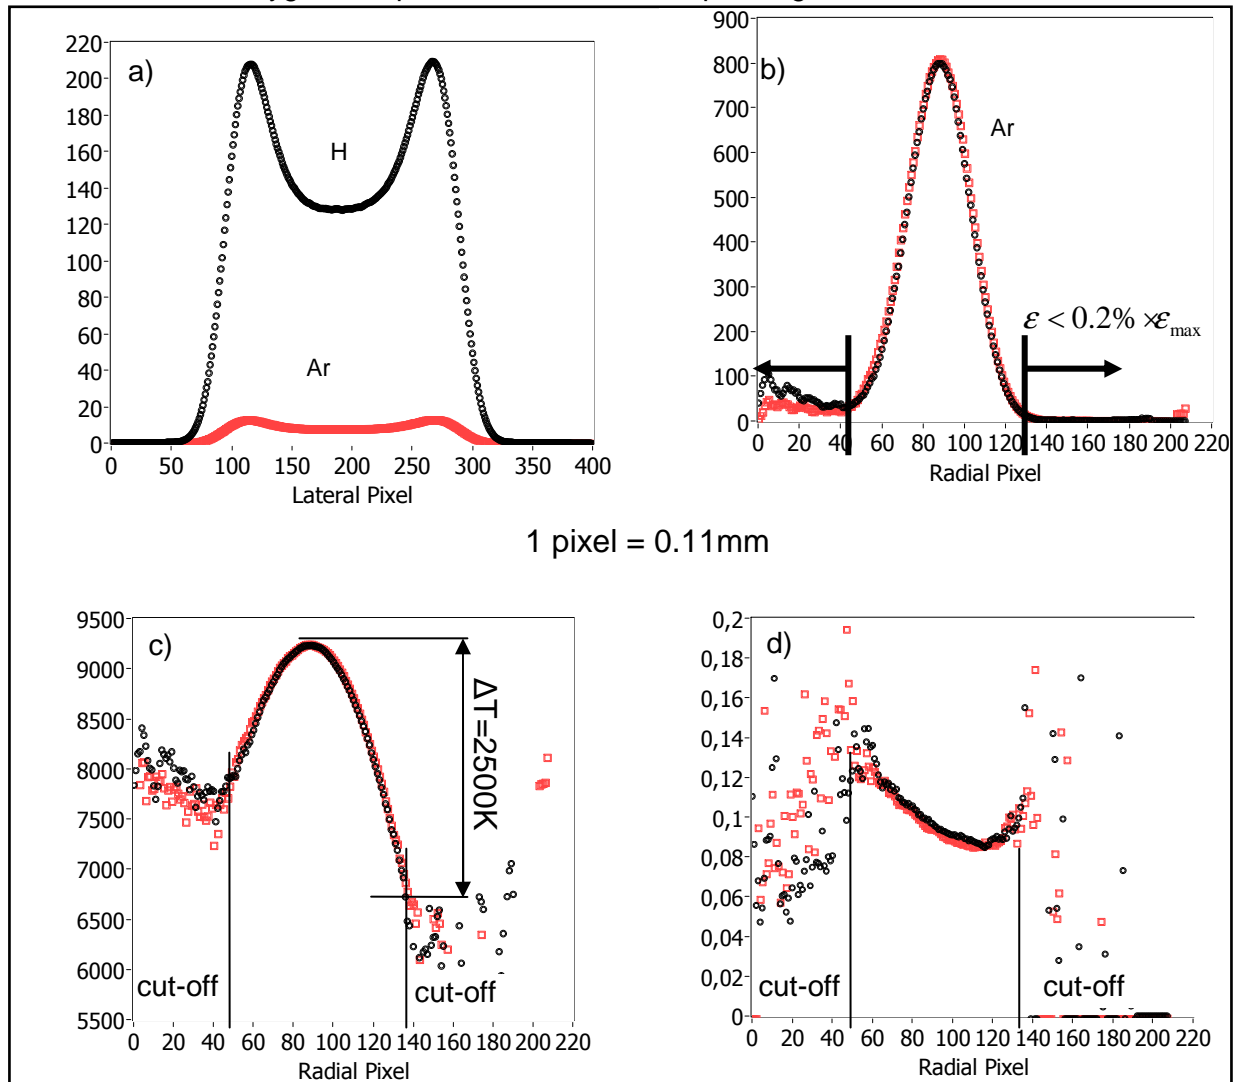 a)
220
200
180
160
140
120
100
80
60
40
20
0
H
Ar
0 50 100 150 200 250 300 350 400
Lateral Pixel
b)
900
800
700
600
500
400
300
200
100
0
Ar
ε < 0.2% ×ε max
0 20 40 60 80 100 120 140 160 180 200 220
Radial Pixel
1 pixel = 0.11mm
c)
9500
9000
8500
8000
7500
7000
6500
6000
5500
ΔT=2500K
cut-off
cut-off
0 20 40 60 80 100 120 140 160 180 200 220
Radial Pixel
d)
0,2
0,18
0,16
0,14
0,12
0,1
0,08
0,06
0,04
0,02
0
cut-off
cut-off
0 20 40 60 80 100 120 140 160 180 200 220
Radial Pixel